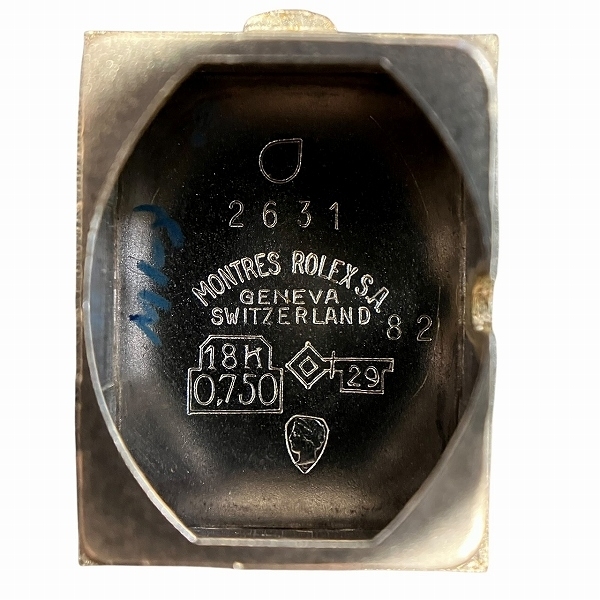 2631
MONTRES ROLEX S.A.
GENEVA
SWITZERLAND
82
18K
0,750
29